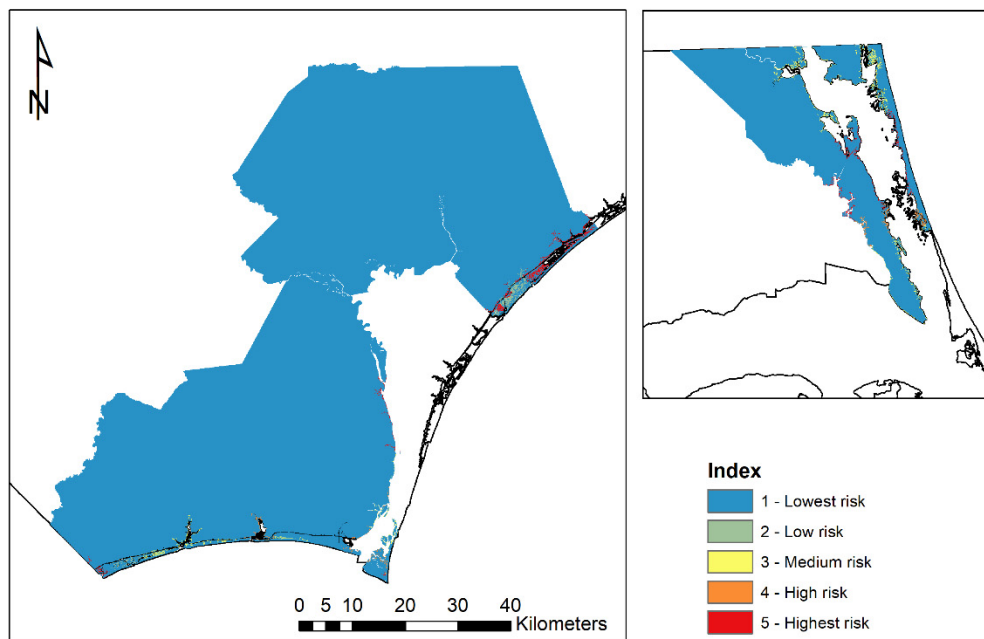 N
Index
1 - Lowest risk
2 - Low risk
3 - Medium risk
4 - High risk
5 - Highest risk
0 5 10 20 30 40
Kilometers